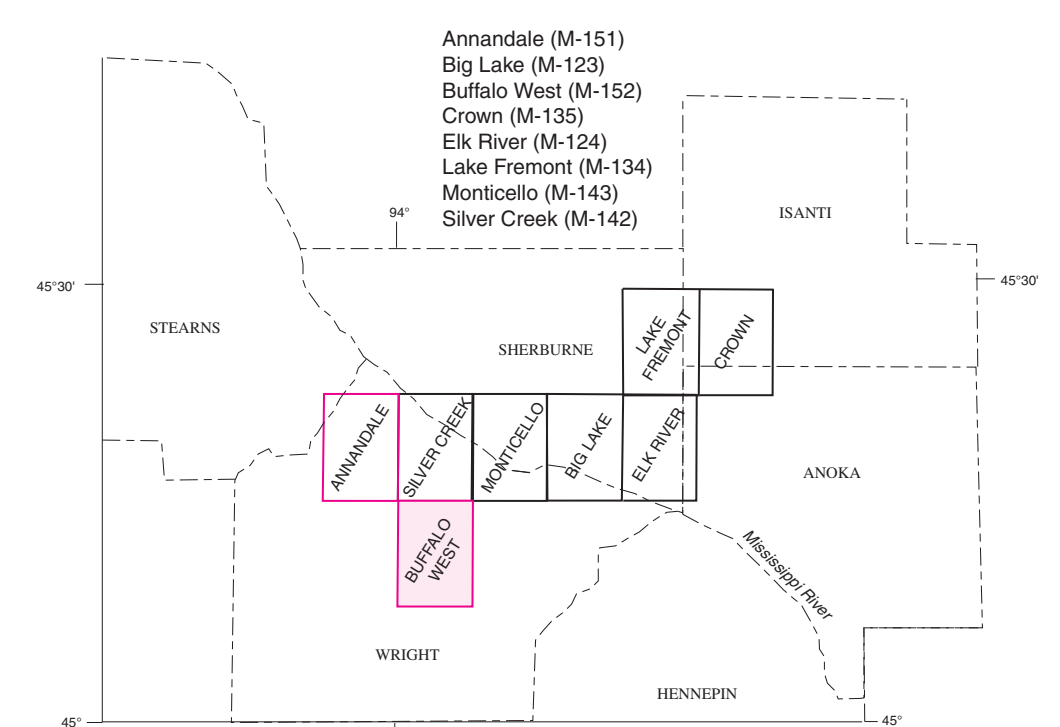 Annandale (M-151)
Big Lake (M-123)
Buffalo West (M-152)
Crown (M-135)
Elk River (M-124)
Lake Fremont (M-134)
Monticello (M-143)
Silver Creek (M-142)
94°
ISANTI
45°30'
45°30'
STEARNS
SHERBURNE
LAKE
FREMONT
CROWN
ANNANDALE
SILVER CREEK
MONTICELLO
BIG LAKE
ELK RIVER
ANOKA
BUFFALO
WEST
Mississippi River
WRIGHT
HENNEPIN
45°
45°